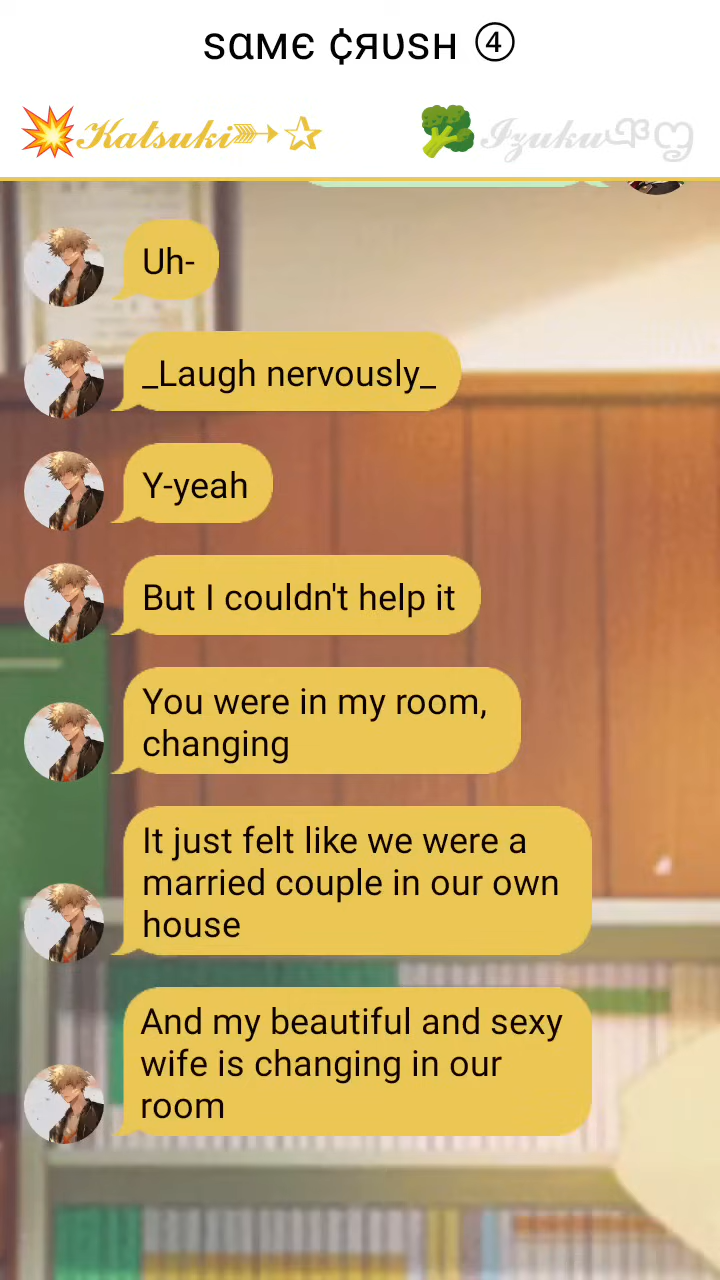 sαмє ¢яυsн ④
💥𝓚𝓪𝓽𝓼𝓾𝓴𝓲➳☆
🥦𝓘𝔃𝓾𝓴𝓾
Uh-
_Laugh nervously_
Y-yeah
But I couldn't help it
You were in my room,
changing
It just felt like we were a
married couple in our own
house
And my beautiful and sexy
wife is changing in our
room